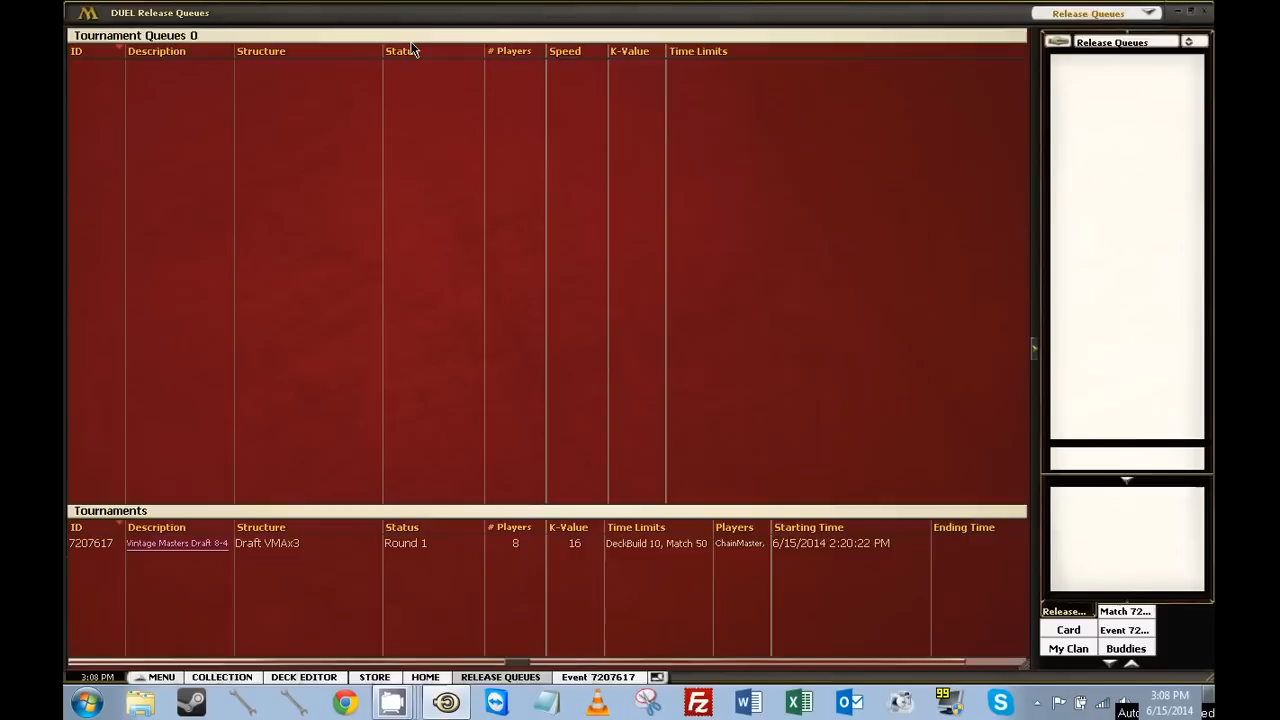 DUEL Release Queues
Release Queues
Tournament Queues 0
ID Description Structure Status # Players Speed K-Value Time Limits
Release Queues
Tournaments
ID Description Structure Status # Players K-Value Time Limits Players Starting Time Ending Time
7207617 Vintage Masters Draft 8-4 Draft VMAx3 Round 1 8 16 DeckBuild 10, Match 50 ChainMaster, 6/15/2014 2:20:22 PM
Release... Match 72...
Card Event 72...
My Clan Buddies
3:08 PM MENU COLLECTION DECK EDITOR STORE HOME RELEASE QUEUES Event 7207617
99
3:08 PM
6/15/2014